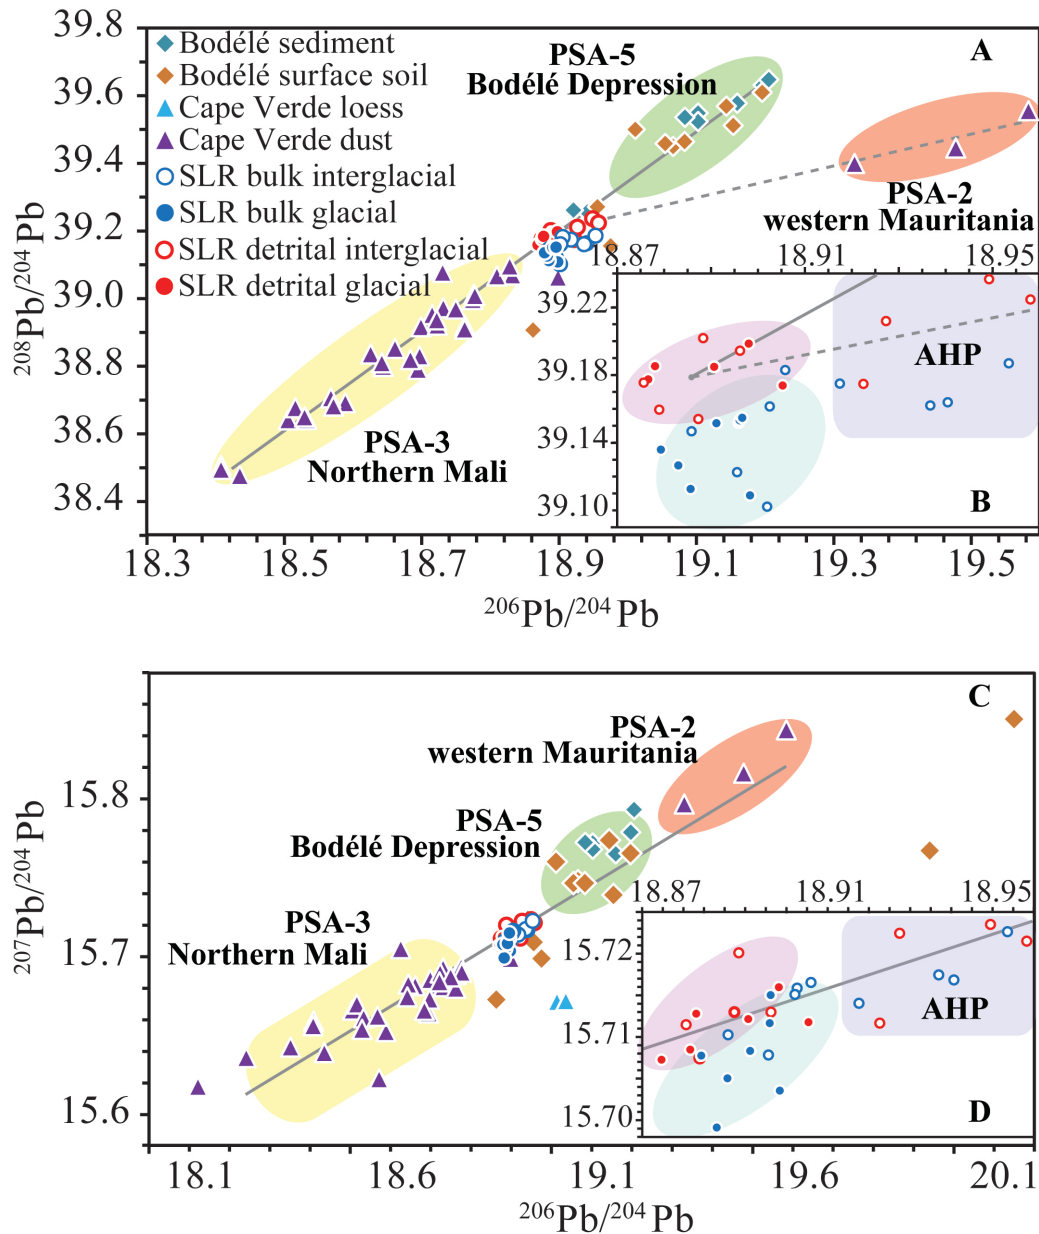 A
Bodélé sediment
Bodélé surface soil
Cape Verde loess
Cape Verde dust
SLR bulk interglacial
SLR bulk glacial
SLR detrital interglacial
SLR detrital glacial
PSA-5
Bodélé Depression
PSA-2
western Mauritania
PSA-3
Northern Mali
39.8
39.6
39.4
39.2
39.0
38.8
38.6
38.4
208Pb/204Pb
18.3 18.5 18.7 18.9 19.1 19.3 19.5
206Pb/204Pb
18.87 18.91 18.95
39.22
39.18
39.14
39.10
AHP
B
C
PSA-2
western Mauritania
PSA-5
Bodélé Depression
PSA-3
Northern Mali
15.8
15.7
15.6
207Pb/204Pb
18.1 18.6 19.1 19.6 20.1
206Pb/204Pb
18.87 18.91 18.95
15.72
15.71
15.70
AHP
D